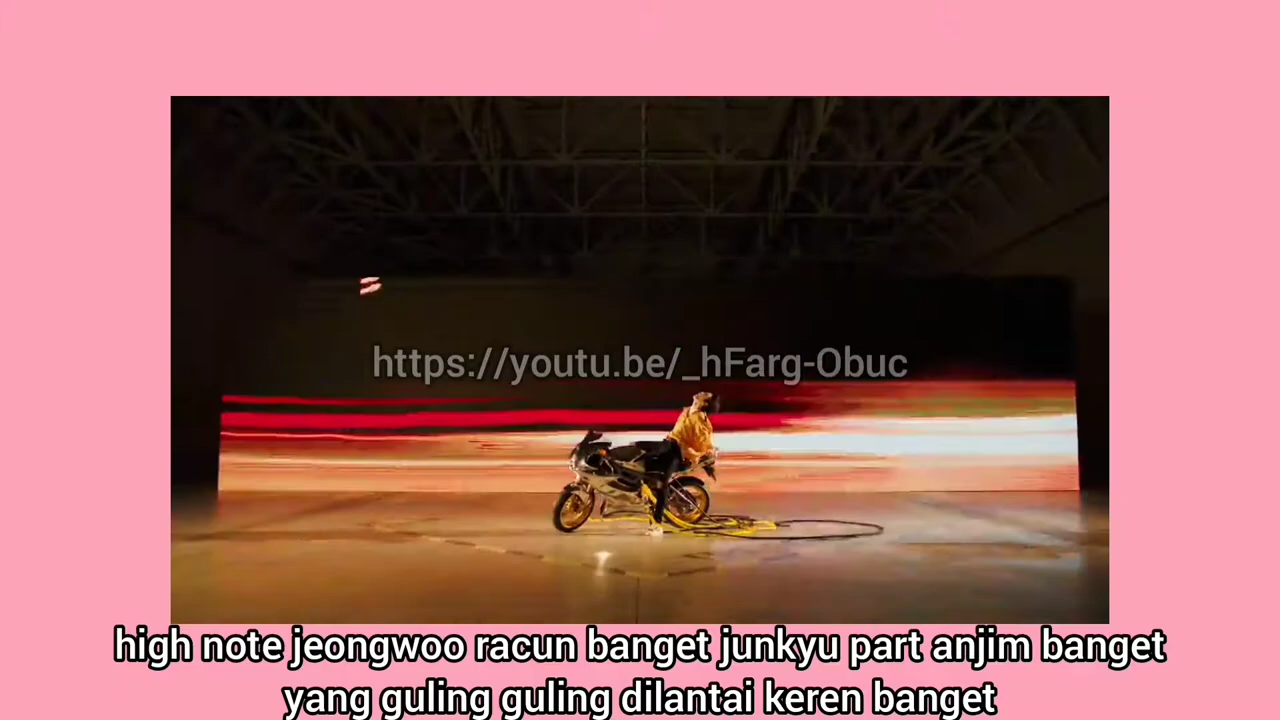 https://youtu.be/_hFarg-Obuc
high note jeongwoo racun banget junkyu part anjim banget
yang guling guling dilantai keren banget